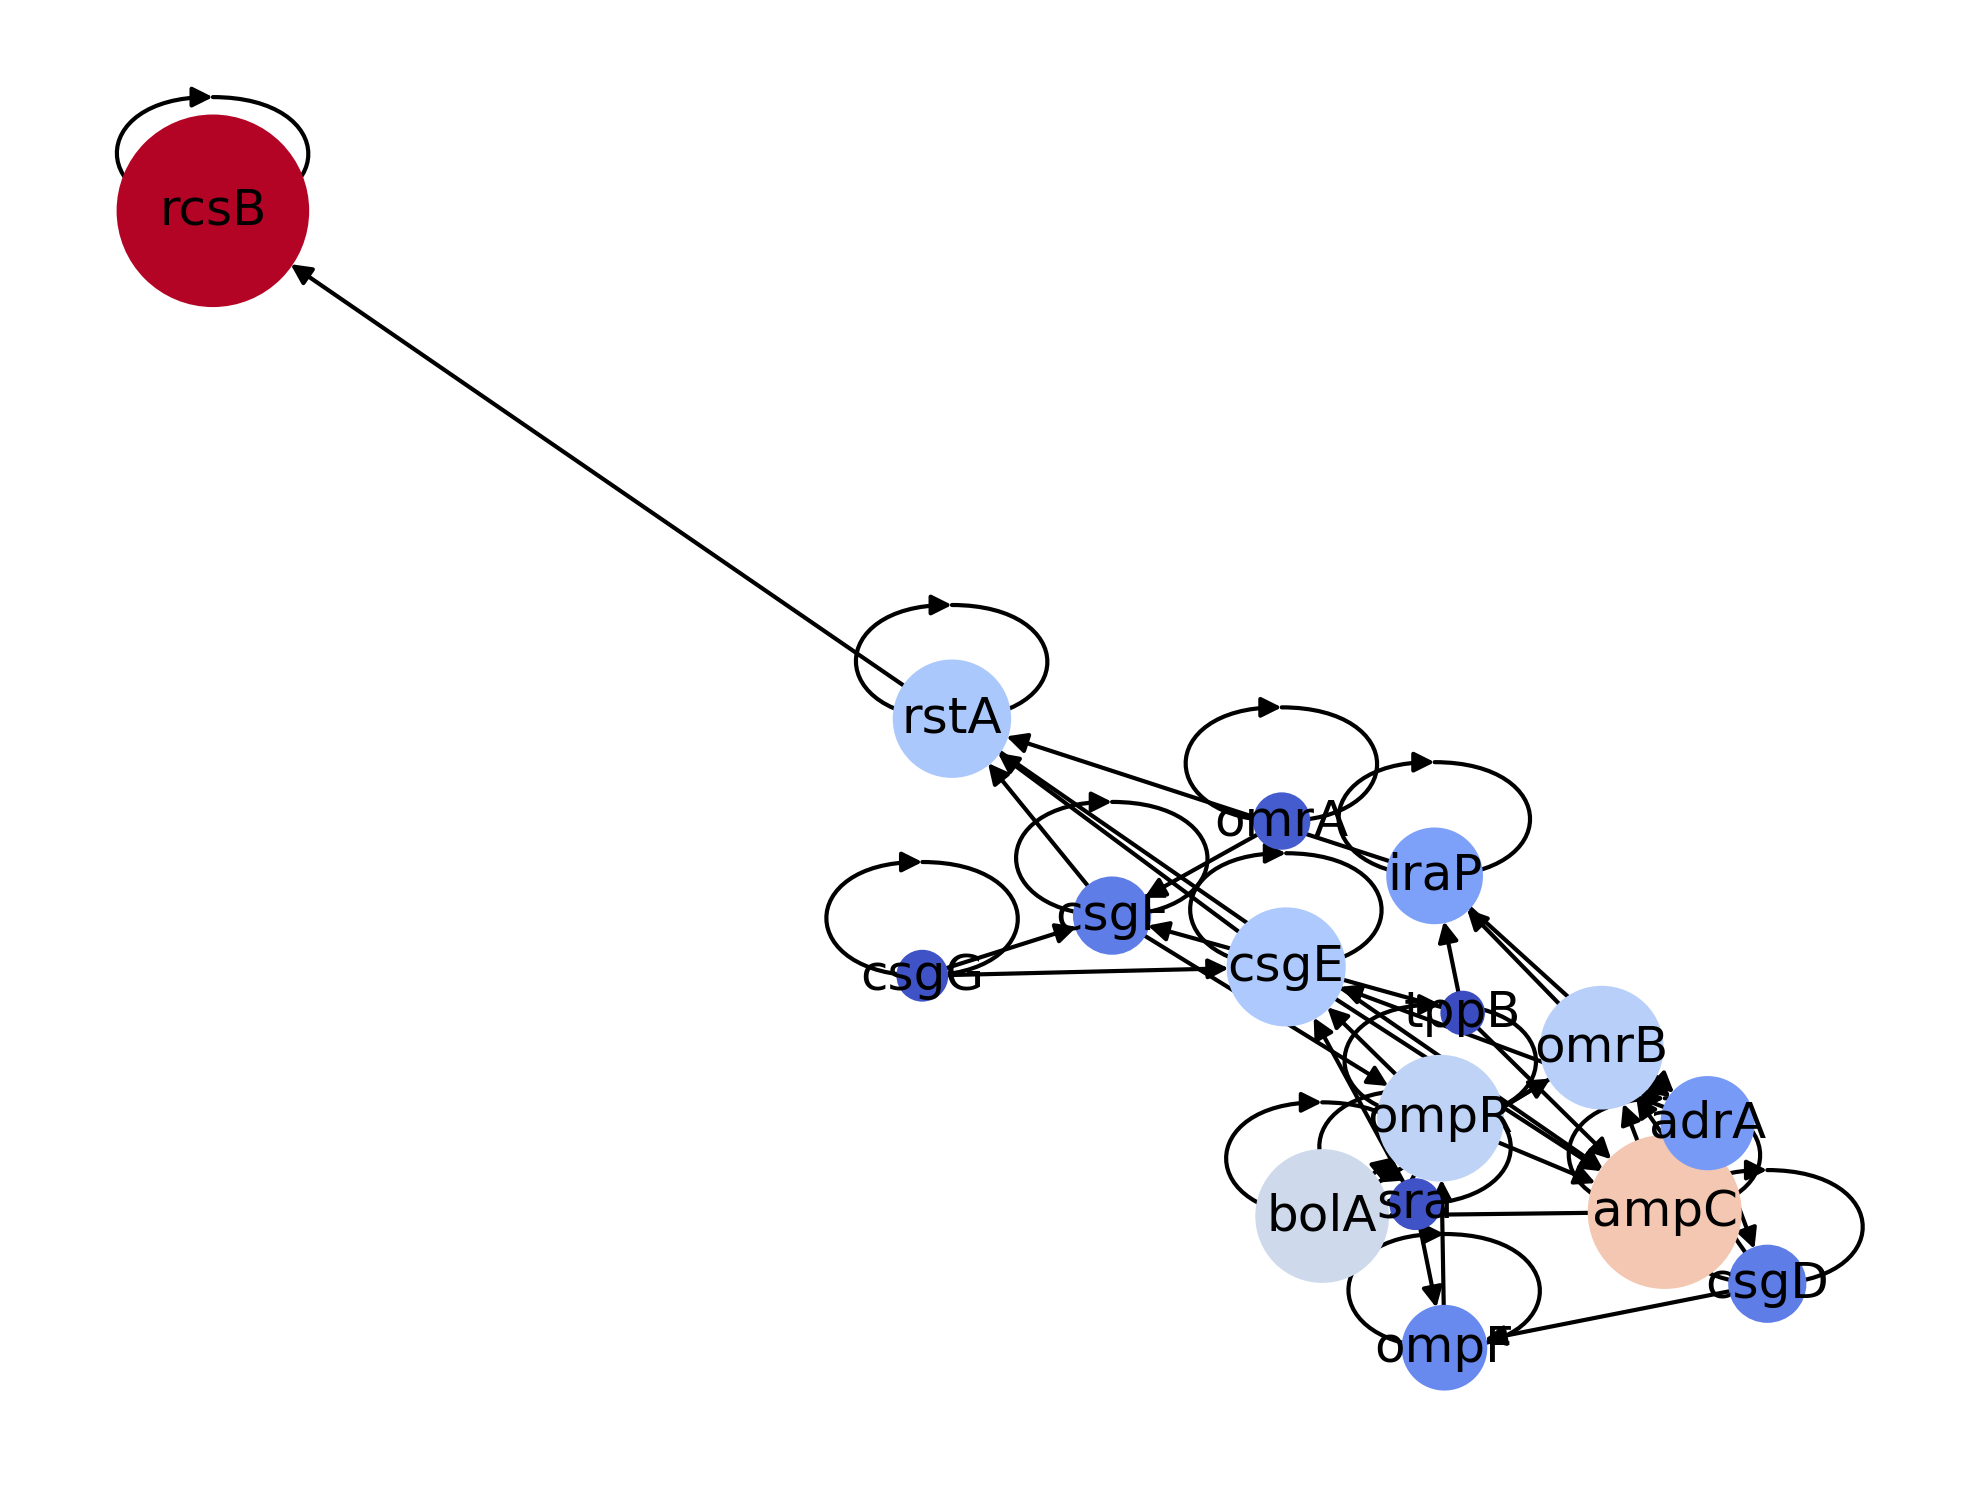 rcsB
rstA
omrA
iraP
csgF
csgE
csgG
tppB
omrB
ompR
adrA
bolA
sra
ampC
csgD
ompF